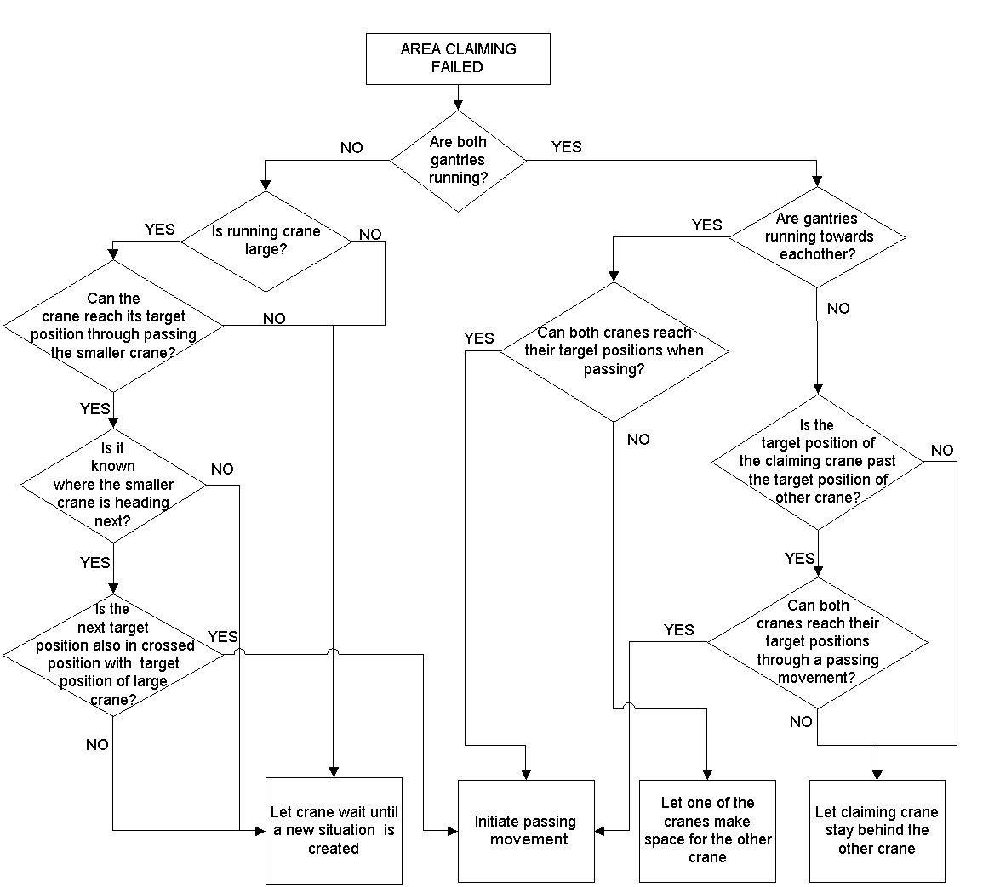 AREA CLAIMING
FAILED
Are both
gantries
running?
NO
YES
Is running crane
large?
YES
NO
Are gantries
running towards
eachother?
YES
NO
Can the
crane reach its target
position through passing
the smaller crane?
NO
YES
Can both cranes reach
their target positions when
passing?
YES
NO
Is it
known
where the smaller
crane is heading
next?
NO
YES
Is the
target position of
the claiming crane past
the target position of
other crane?
NO
YES
Is the
next target
position also in crossed
position with target
position of large
crane?
YES
NO
Can both
cranes reach their
target positions
through a passing
movement?
YES
NO
Let crane wait until
a new situation is
created
Initiate passing
movement
Let one of the
cranes make
space for the other
crane
Let claiming crane
stay behind the
other crane